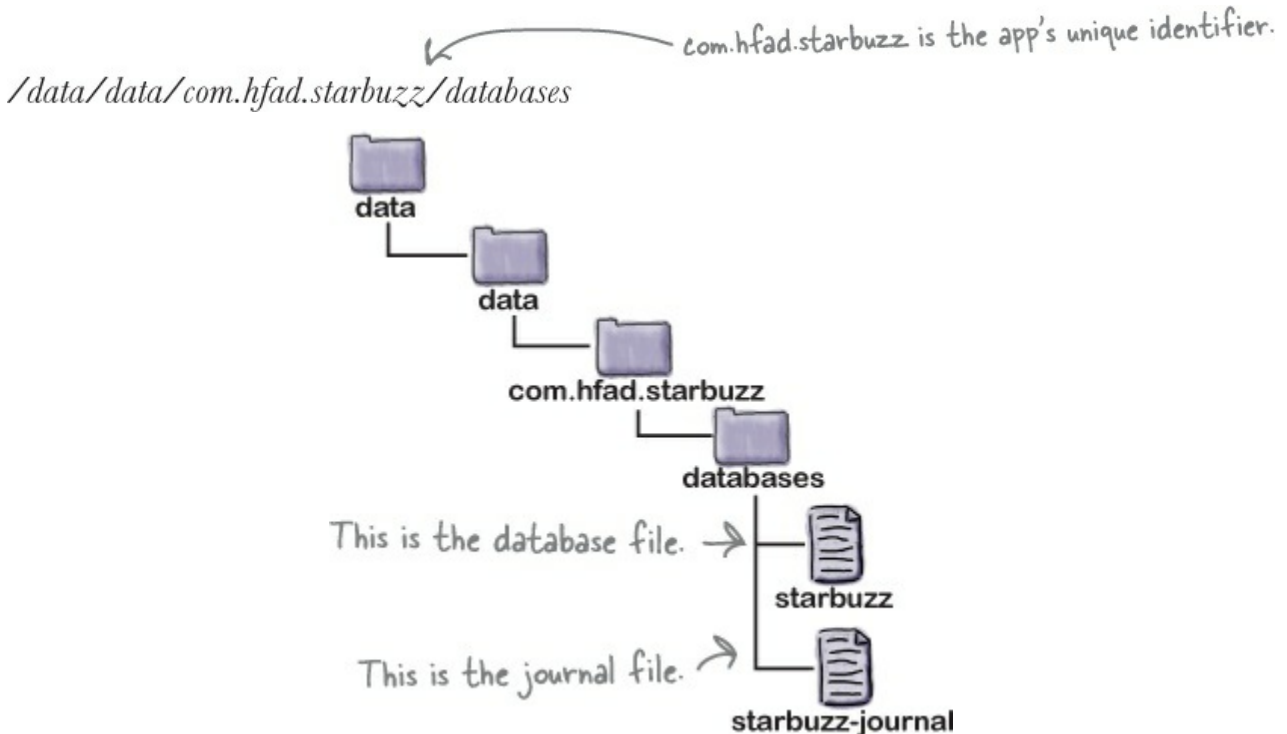 com.hfad.starbuzz is the app's unique identifier.
/data/data/com.hfad.starbuzz/databases
data
data
com.hfad.starbuzz
databases
This is the database file.
starbuzz
This is the journal file.
starbuzz-journal